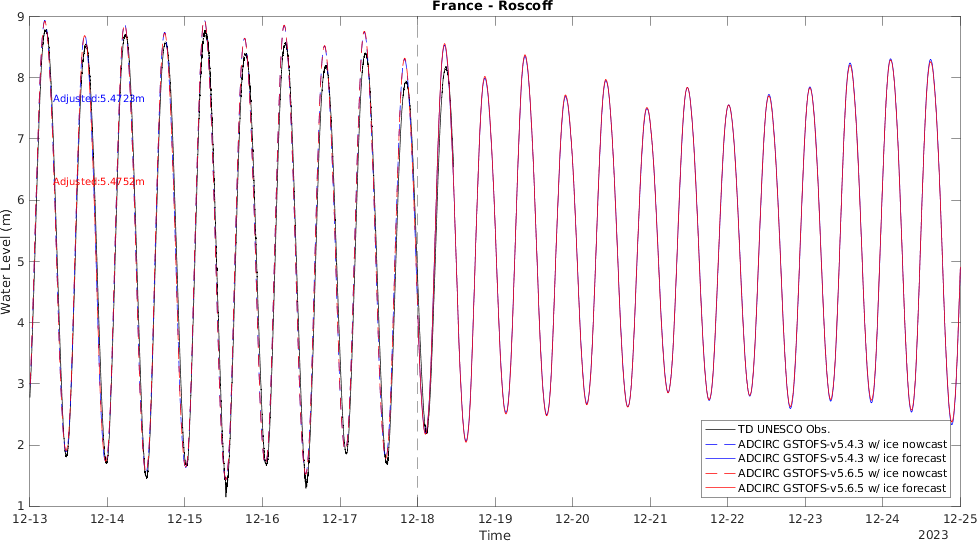 France - Roscoff
9
8
7
6
5
4
3
2
1
Water Level (m)
Adjusted:5.4723m
Adjusted:5.4752m
TD UNESCO Obs.
ADCIRC GSTOFS-v5.4.3 w/ ice nowcast
ADCIRC GSTOFS-v5.4.3 w/ ice forecast
ADCIRC GSTOFS-v5.6.5 w/ ice nowcast
ADCIRC GSTOFS-v5.6.5 w/ ice forecast
12-13 12-14 12-15 12-16 12-17 12-18 12-19 12-20 12-21 12-22 12-23 12-24 12-25
Time
2023